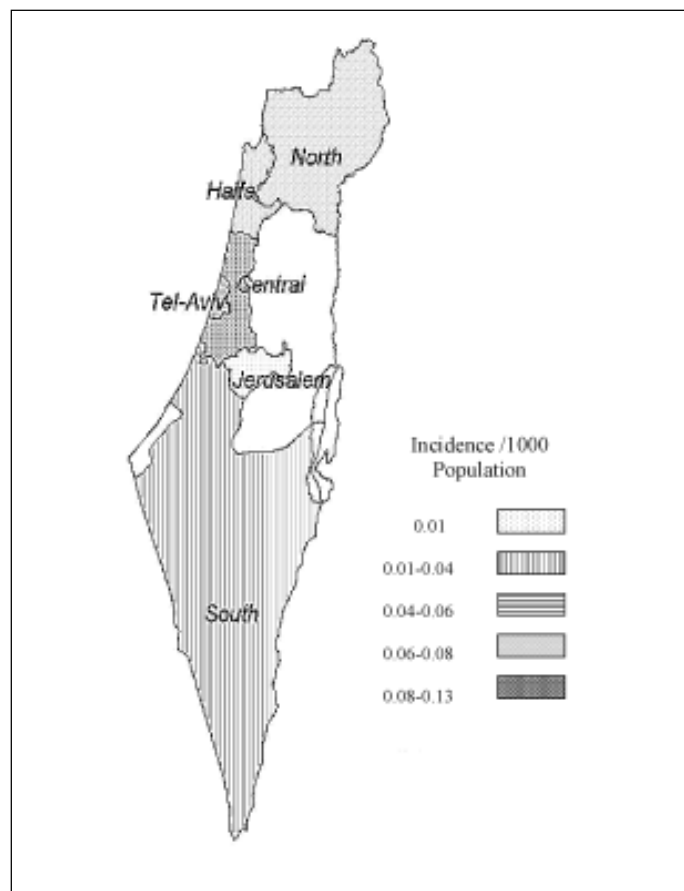 North
Haifa
Central
Tel-Aviv
Jerusalem
South
Incidence /1000
Population
0.01
0.01-0.04
0.04-0.06
0.06-0.08
0.08-0.13